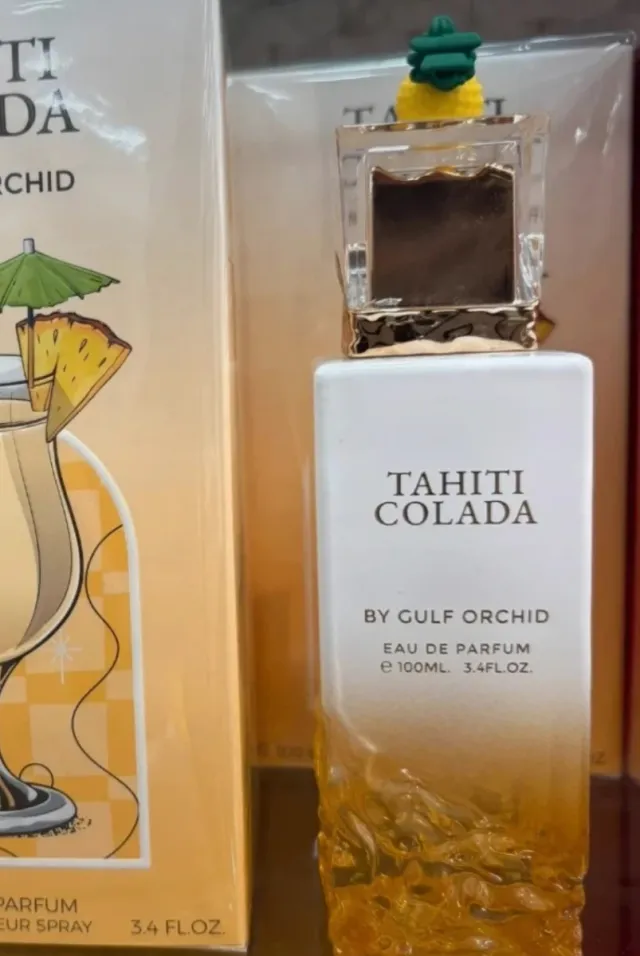 TI
DA
RCHID
PARFUM
EUR SPRAY 3.4 FL.OZ.
TAHITI
TAHITI
COLADA
BY GULF ORCHID
EAU DE PARFUM
℮ 100ML. 3.4FL.OZ.